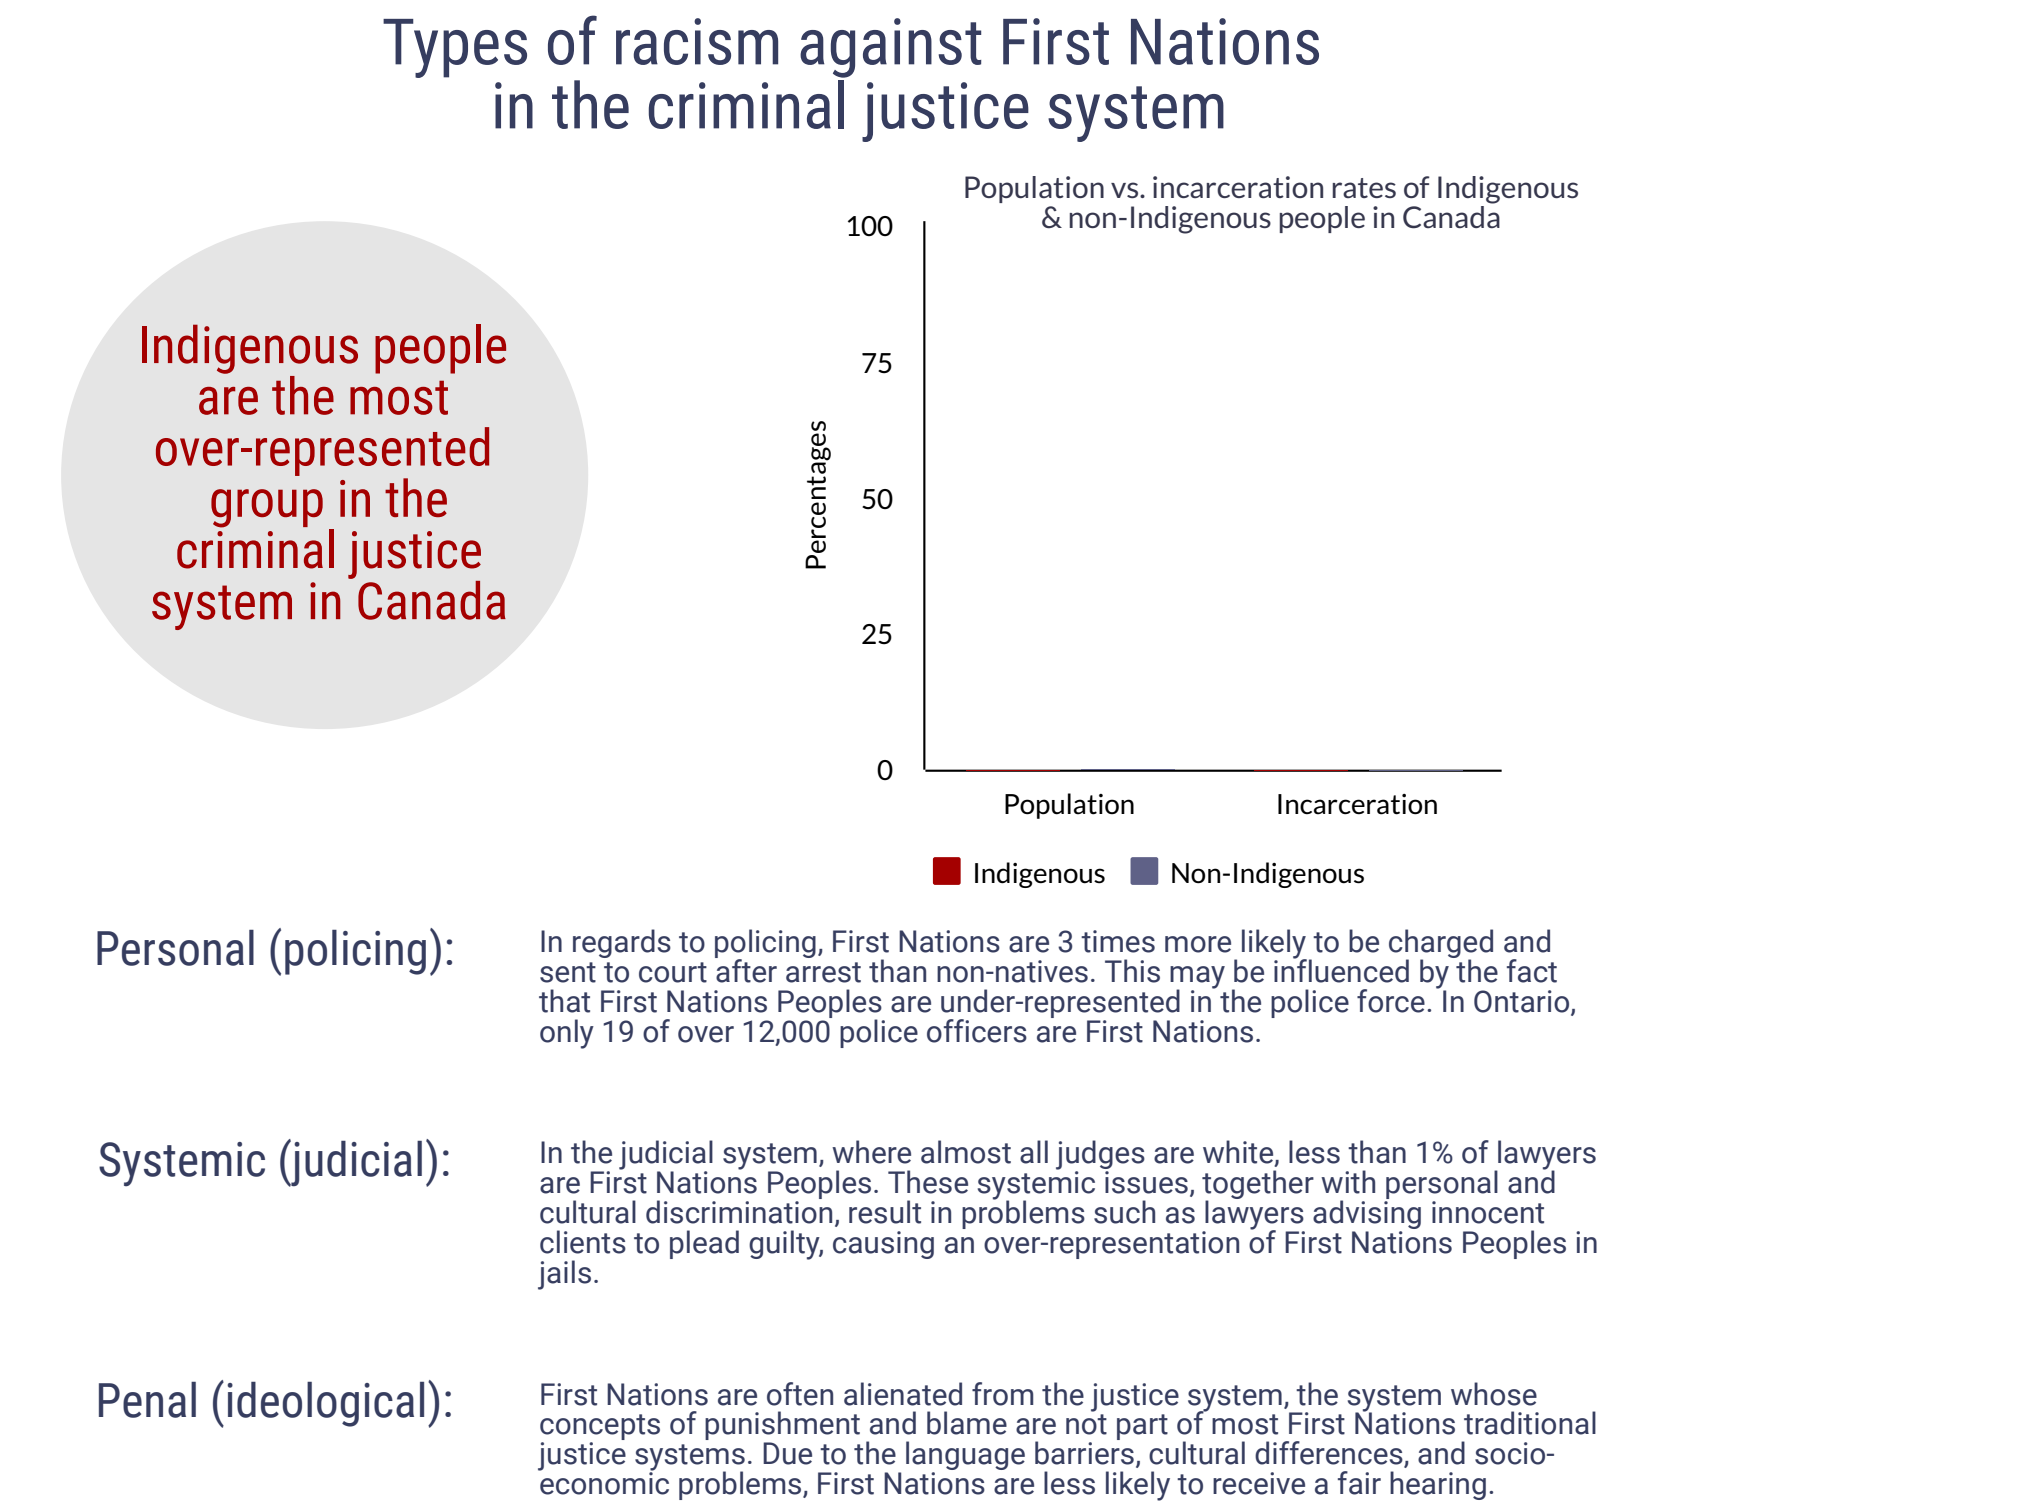 Types of racism against First Nations
in the criminal justice system
Indigenous people
are the most
over-represented
group in the
criminal justice
system in Canada
Population vs. incarceration rates of Indigenous
& non-Indigenous people in Canada
Percentages
100
75
50
25
0
Population
Incarceration
Indigenous
Non-Indigenous
Personal (policing):
In regards to policing, First Nations are 3 times more likely to be charged and
sent to court after arrest than non-natives. This may be influenced by the fact
that First Nations Peoples are under-represented in the police force. In Ontario,
only 19 of over 12,000 police officers are First Nations.
Systemic (judicial):
In the judicial system, where almost all judges are white, less than 1% of lawyers
are First Nations Peoples. These systemic issues, together with personal and
cultural discrimination, result in problems such as lawyers advising innocent
clients to plead guilty, causing an over-representation of First Nations Peoples in
jails.
Penal (ideological):
First Nations are often alienated from the justice system, the system whose
concepts of punishment and blame are not part of most First Nations traditional
justice systems. Due to the language barriers, cultural differences, and socio-
economic problems, First Nations are less likely to receive a fair hearing.